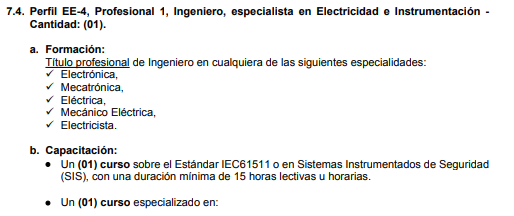 7.4. Perfil EE-4, Profesional 1, Ingeniero, especialista en Electricidad e Instrumentación -
Cantidad: (01).
a. Formación:
Título profesional de Ingeniero en cualquiera de las siguientes especialidades:
✓ Electrónica,
✓ Mecatrónica,
✓ Eléctrica,
✓ Mecánico Eléctrica,
✓ Electricista.
b. Capacitación:
• Un (01) curso sobre el Estándar IEC61511 o en Sistemas Instrumentados de Seguridad
(SIS), con una duración mínima de 15 horas lectivas u horarias.
• Un (01) curso especializado en: